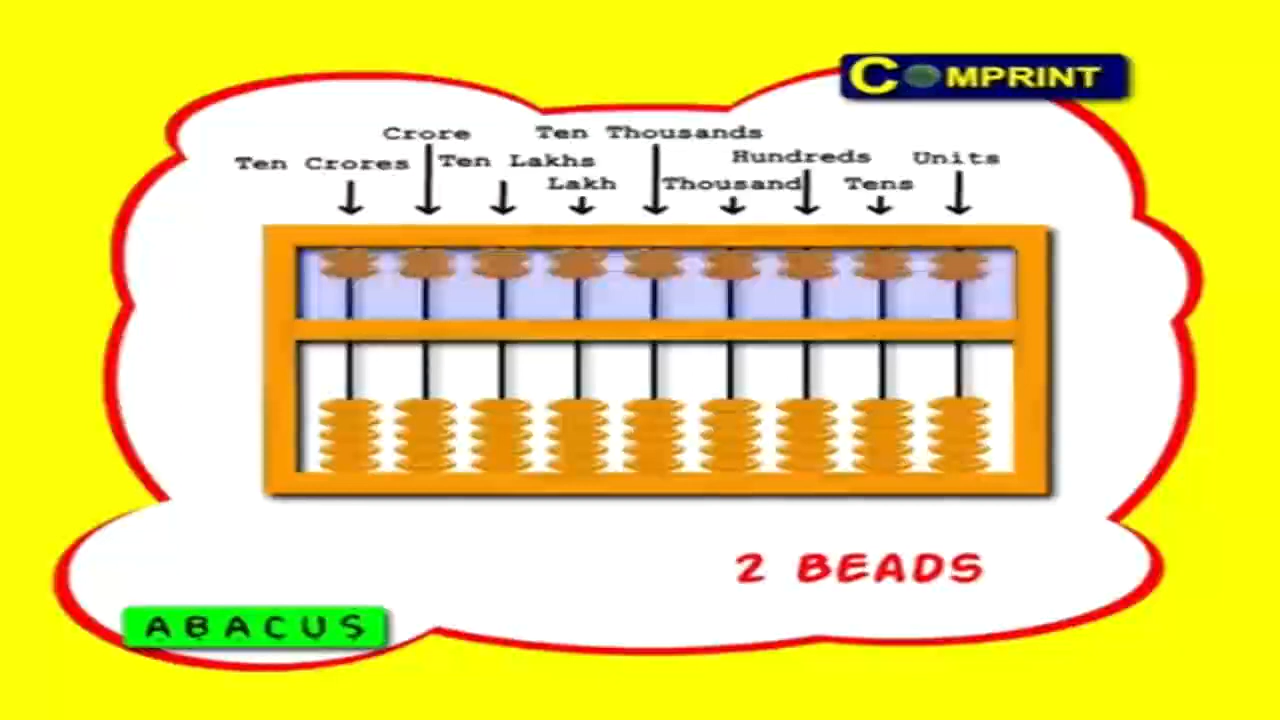 COMPRINT
Crore Ten Thousands
Ten Crores Ten Lakhs Hundreds Units
Lakh Thousand Tens
2 BEADS
ABACUS